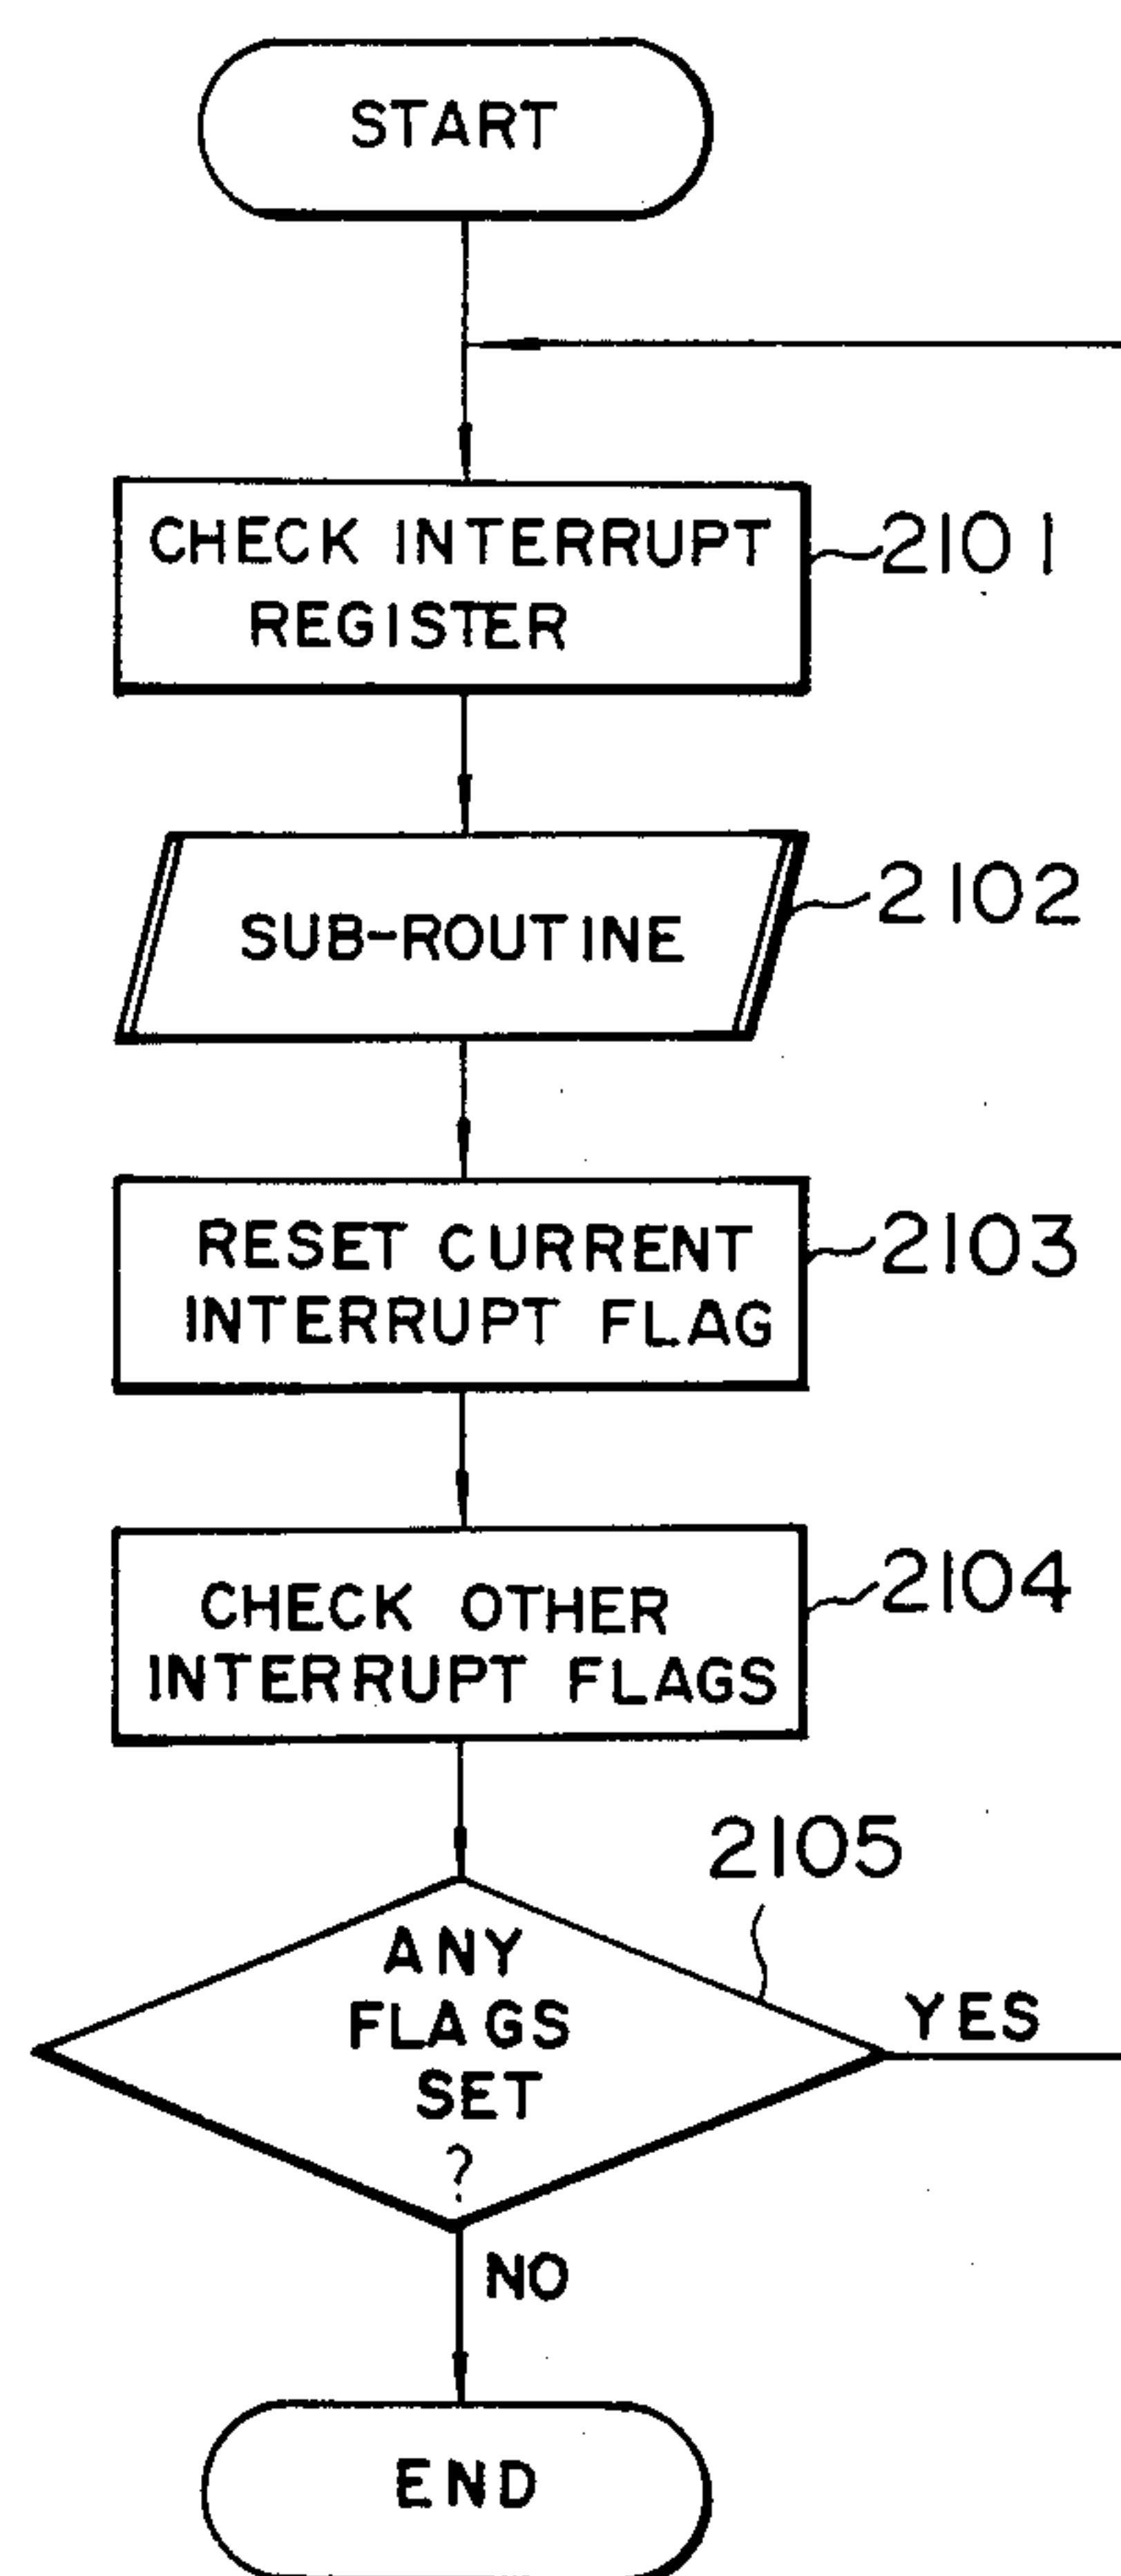 START
CHECK INTERRUPT
REGISTER
2101
SUB-ROUTINE
2102
RESET CURRENT
INTERRUPT FLAG
2103
CHECK OTHER
INTERRUPT FLAGS
2104
2105
ANY
FLAGS
SET
?
YES
NO
END